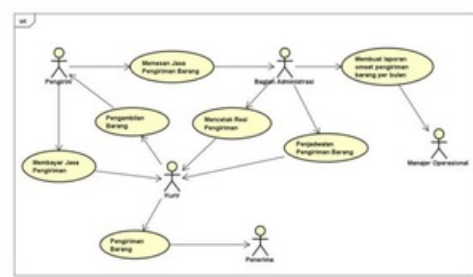 Memesan Jasa
Pengiriman Barang
Membuat laporan
omset pengiriman
barang per bulan
Pengirim
Bagian Administrasi
Pengambilan
Barang
Mencetak Resi
Pengiriman
Penjadwalan
Pengiriman Barang
Manajer Operasional
Membayar Jasa
Pengiriman
Kurir
Pengiriman
Barang
Penerima